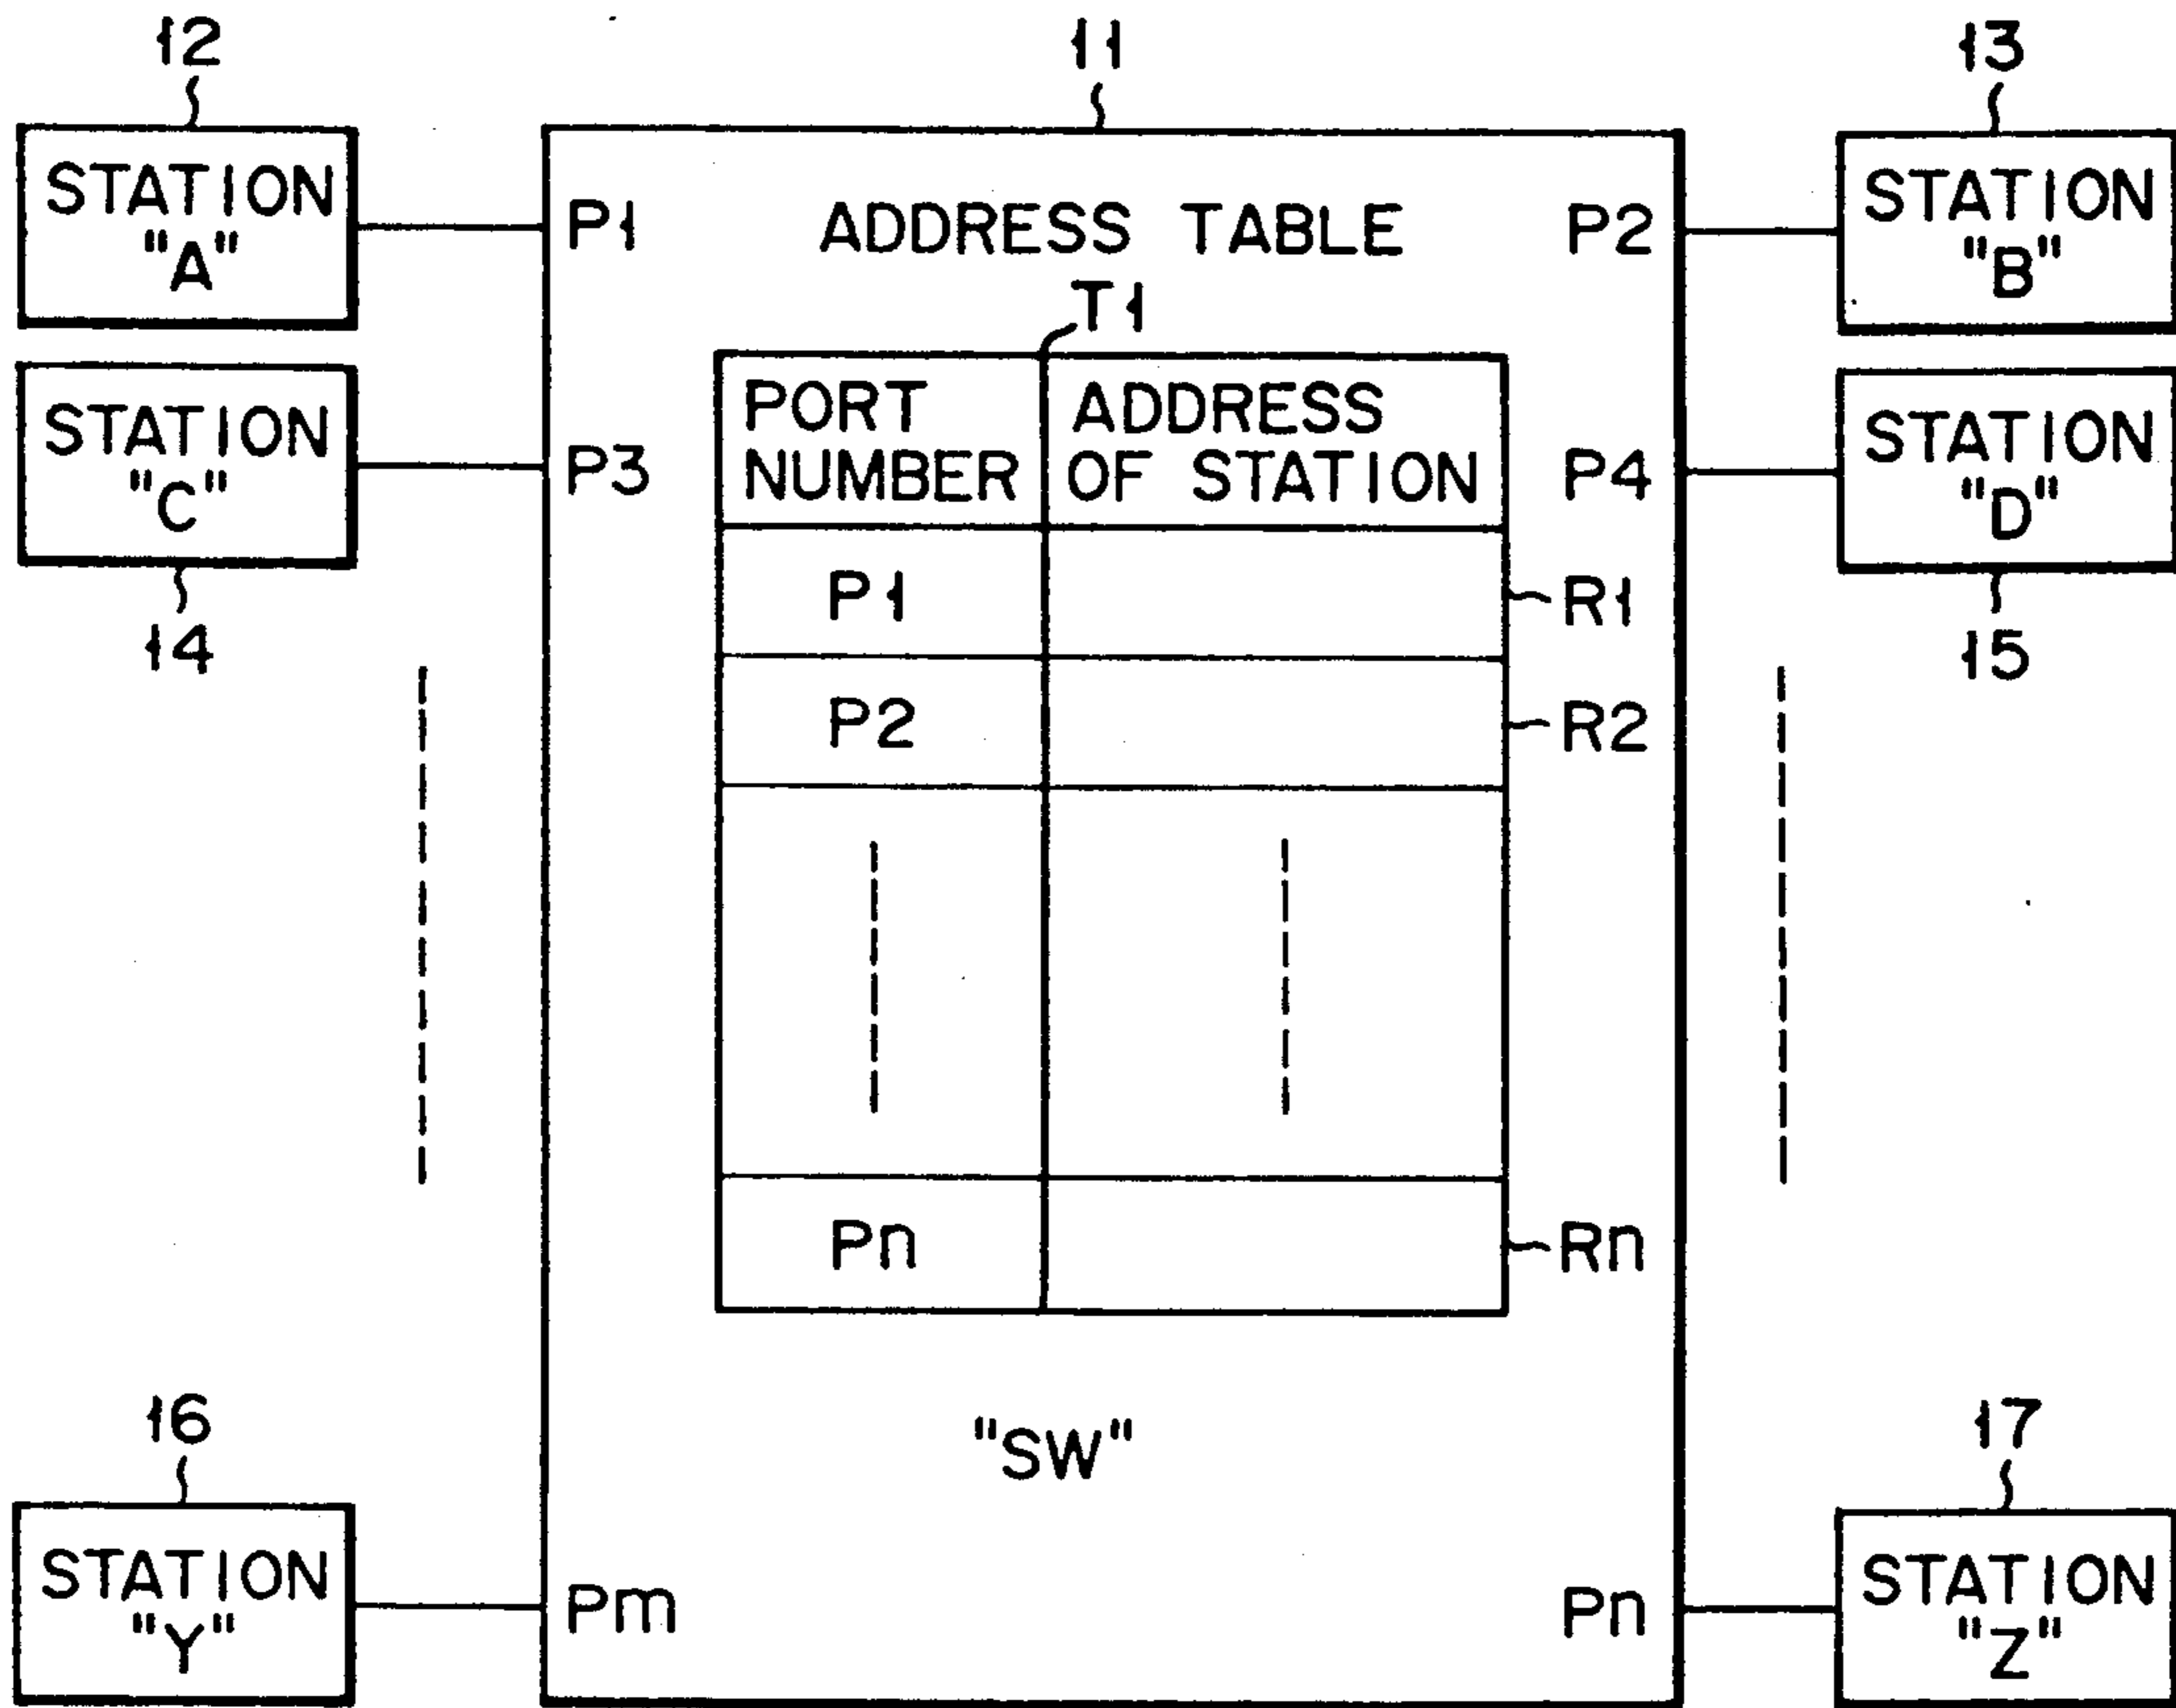 12
11
13
STATION
"A"
P1
ADDRESS TABLE
P2
STATION
"B"
T1
STATION
"C"
P3
PORT
NUMBER
ADDRESS
OF STATION
P4
STATION
"D"
14
15
P1
R1
P2
R2
Pn
Rn
16
"SW"
17
STATION
"Y"
Pm
Pn
STATION
"Z"